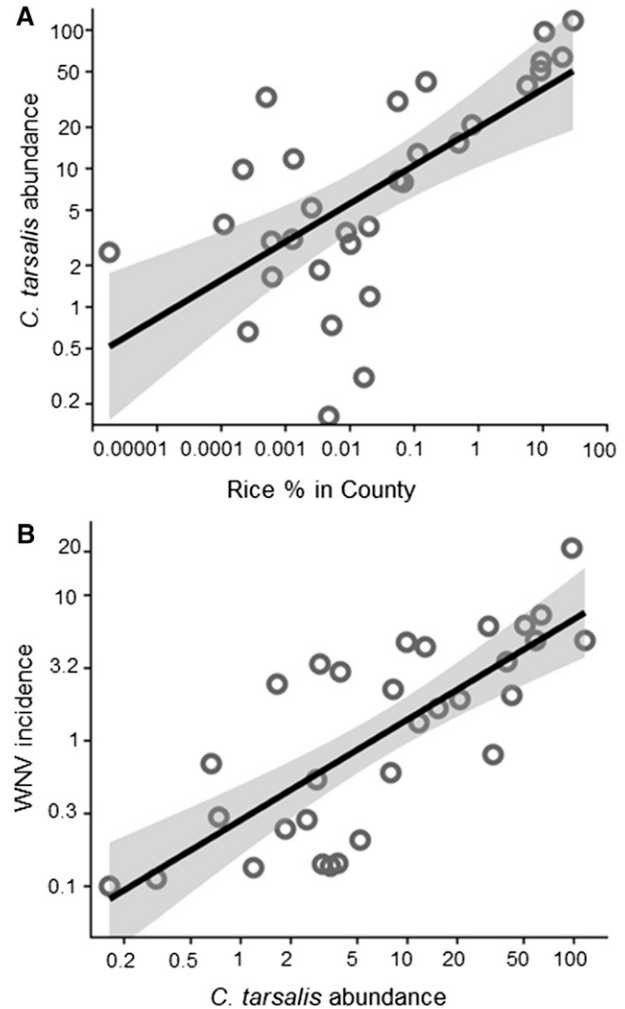 A
100
50
20
10
5
2
1
0.5
0.2
C. tarsalis abundance
0.00001 0.0001 0.001 0.01 0.1 1 10 100
Rice % in County
B
20
10
3.2
1
0.3
0.1
WNV incidence
0.2 0.5 1 2 5 10 20 50 100
C. tarsalis abundance